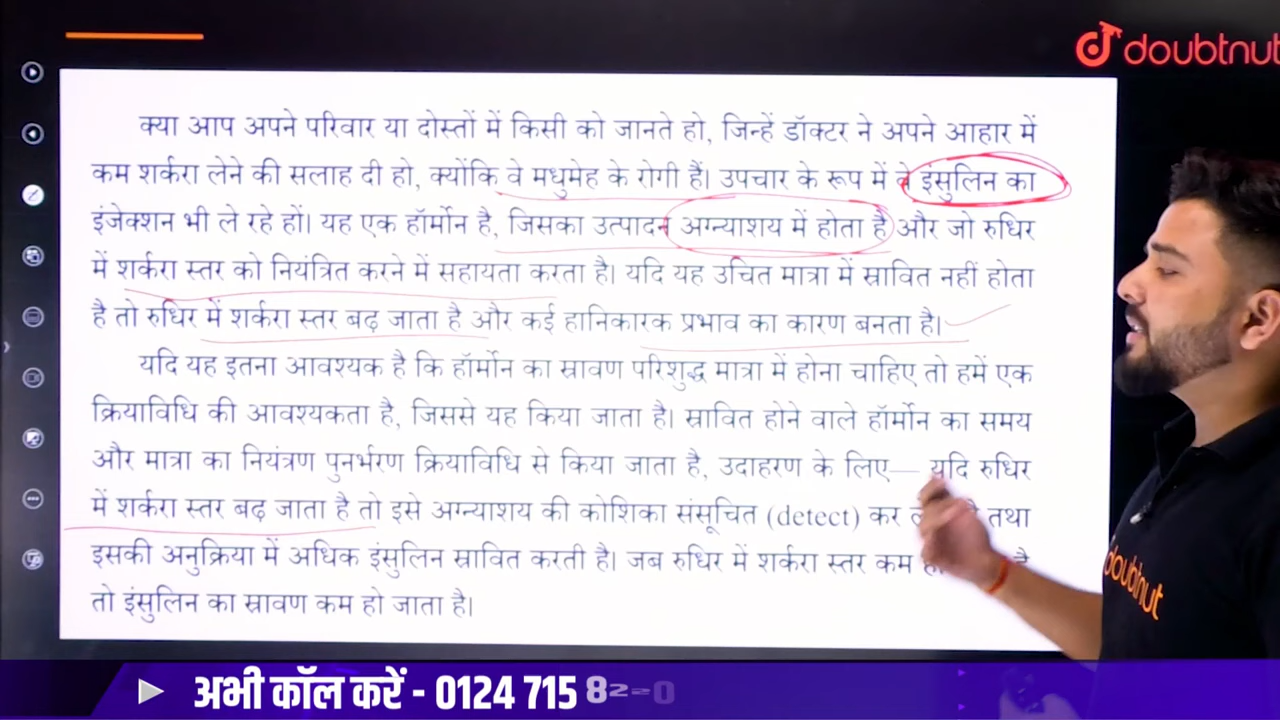 doubtnut
क्या आप अपने परिवार या दोस्तों में किसी को जानते हो, जिन्हें डॉक्टर ने अपने आहार में
कम शर्करा लेने की सलाह दी हो, क्योंकि वे मधुमेह के रोगी हैं। उपचार के रूप में वे इंसुलिन का
इंजेक्शन भी ले रहे हों। यह एक हॉर्मोन है, जिसका उत्पादन अग्न्याशय में होता है और जो रुधिर
में शर्करा स्तर को नियंत्रित करने में सहायता करता है। यदि यह उचित मात्रा में स्रावित नहीं होता
है तो रुधिर में शर्करा स्तर बढ़ जाता है और कई हानिकारक प्रभाव का कारण बनता है।
यदि यह इतना आवश्यक है कि हॉर्मोन का स्रावण परिशुद्ध मात्रा में होना चाहिए तो हमें एक
क्रियाविधि की आवश्यकता है, जिससे यह किया जाता है। स्रावित होने वाले हॉर्मोन का समय
और मात्रा का नियंत्रण पुनर्भरण क्रियाविधि से किया जाता है, उदाहरण के लिए— यदि रुधिर
में शर्करा स्तर बढ़ जाता है तो इसे अग्न्याशय की कोशिका संसूचित (detect) कर तथा
इसकी अनुक्रिया में अधिक इंसुलिन स्रावित करती है। जब रुधिर में शर्करा स्तर कम
तो इंसुलिन का स्रावण कम हो जाता है।
doubtnut
अभी कॉल करें - 0124 715